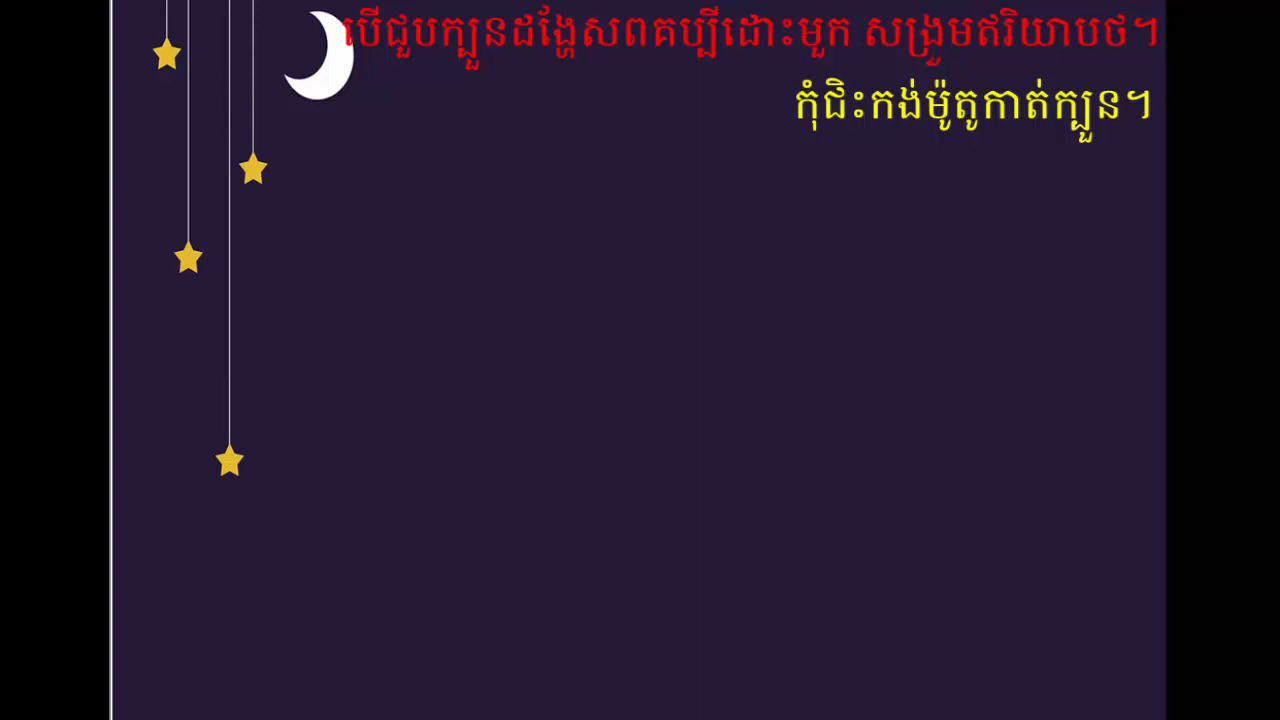 បើជួបក្បួនដង្ហែសពគប្បីដោះមួក សង្រួមឥរិយាបថ។
កុំជិះកង់ម៉ូតូកាត់ក្បួន។